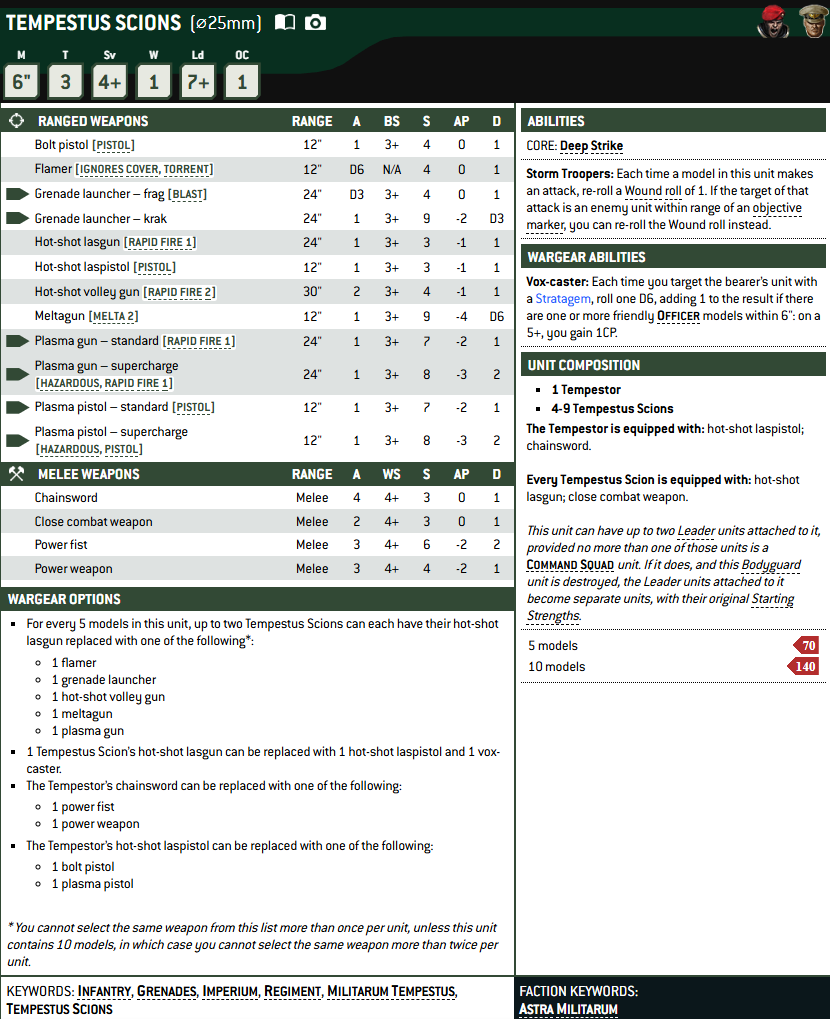 TEMPESTUS SCIONS (⌀25mm)
M T Sv W Ld OC
6" 3 4+ 1 7+ 1
RANGED WEAPONS RANGE A BS S AP D
Bolt pistol [PISTOL] 12" 1 3+ 4 0 1
Flamer [IGNORES COVER, TORRENT] 12" D6 N/A 4 0 1
Grenade launcher – frag [BLAST] 24" D3 3+ 4 0 1
Grenade launcher – krak 24" 1 3+ 9 -2 D3
Hot-shot lasgun [RAPID FIRE 1] 24" 1 3+ 3 -1 1
Hot-shot laspistol [PISTOL] 12" 1 3+ 3 -1 1
Hot-shot volley gun [RAPID FIRE 2] 30" 2 3+ 4 -1 1
Meltagun [MELTA 2] 12" 1 3+ 9 -4 D6
Plasma gun – standard [RAPID FIRE 1] 24" 1 3+ 7 -2 1
Plasma gun – supercharge
[HAZARDOUS, RAPID FIRE 1] 24" 1 3+ 8 -3 2
Plasma pistol – standard [PISTOL] 12" 1 3+ 7 -2 1
Plasma pistol – supercharge
[HAZARDOUS, PISTOL] 12" 1 3+ 8 -3 2
MELEE WEAPONS RANGE A WS S AP D
Chainsword Melee 4 4+ 3 0 1
Close combat weapon Melee 2 4+ 3 0 1
Power fist Melee 3 4+ 6 -2 2
Power weapon Melee 3 4+ 4 -2 1
WARGEAR OPTIONS
▪ For every 5 models in this unit, up to two Tempestus Scions can each have their hot-shot
lasgun replaced with one of the following*:
○ 1 flamer
○ 1 grenade launcher
○ 1 hot-shot volley gun
○ 1 meltagun
○ 1 plasma gun
▪ 1 Tempestus Scion's hot-shot lasgun can be replaced with 1 hot-shot laspistol and 1 vox-
caster.
▪ The Tempestor's chainsword can be replaced with one of the following:
○ 1 power fist
○ 1 power weapon
▪ The Tempestor's hot-shot laspistol can be replaced with one of the following:
○ 1 bolt pistol
○ 1 plasma pistol
* You cannot select the same weapon from this list more than once per unit, unless this unit
contains 10 models, in which case you cannot select the same weapon more than twice per
unit.
ABILITIES
CORE: Deep Strike
Storm Troopers: Each time a model in this unit makes
an attack, re-roll a Wound roll of 1. If the target of that
attack is an enemy unit within range of an objective
marker, you can re-roll the Wound roll instead.
WARGEAR ABILITIES
Vox-caster: Each time you target the bearer's unit with
a Stratagem, roll one D6, adding 1 to the result if there
are one or more friendly OFFICER models within 6": on a
5+, you gain 1CP.
UNIT COMPOSITION
▪ 1 Tempestor
▪ 4-9 Tempestus Scions
The Tempestor is equipped with: hot-shot laspistol;
chainsword.
Every Tempestus Scion is equipped with: hot-shot
lasgun; close combat weapon.
This unit can have up to two Leader units attached to it,
provided no more than one of those units is a
COMMAND SQUAD unit. If it does, and this Bodyguard
unit is destroyed, the Leader units attached to it
become separate units, with their original Starting
Strengths.
5 models 70
10 models 140
KEYWORDS: INFANTRY, GRENADES, IMPERIUM, REGIMENT, MILITARUM TEMPESTUS,
TEMPESTUS SCIONS
FACTION KEYWORDS:
ASTRA MILITARUM